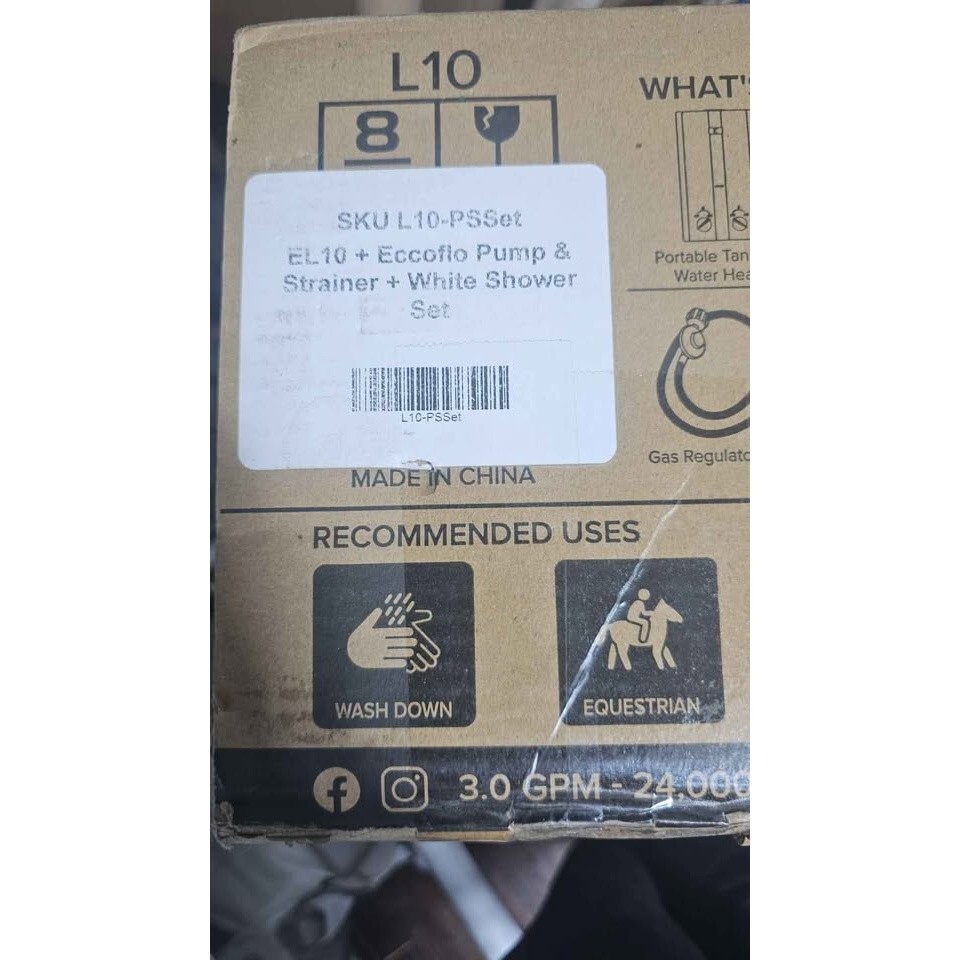 L10
8
WHAT'S
SKU L10-PSSet
EL10 + Eccoflo Pump &
Strainer + White Shower
Set
L10-PSSet
Portable Tan
Water Hea
Gas Regulato
MADE IN CHINA
RECOMMENDED USES
WASH DOWN
EQUESTRIAN
3.0 GPM - 24.000